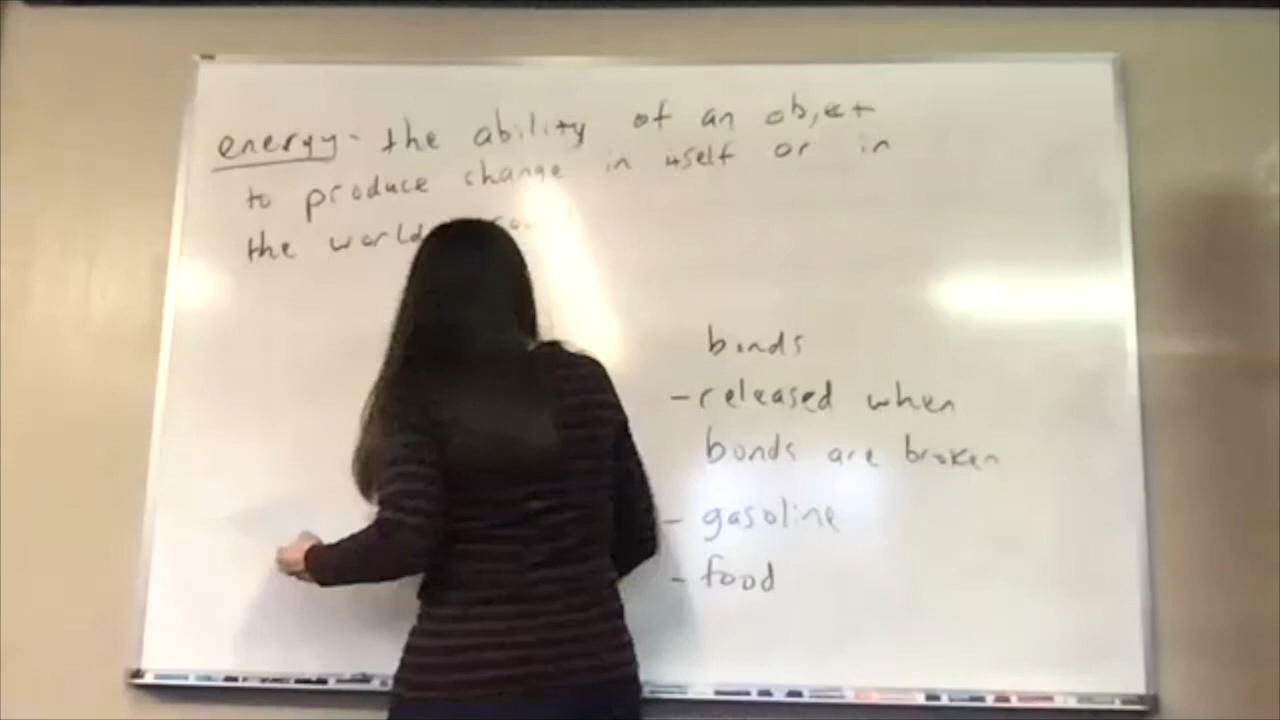 energy - the ability of an object
to produce change in itself or in
the world
bonds
- released when
bonds are broken
- gasoline
- food